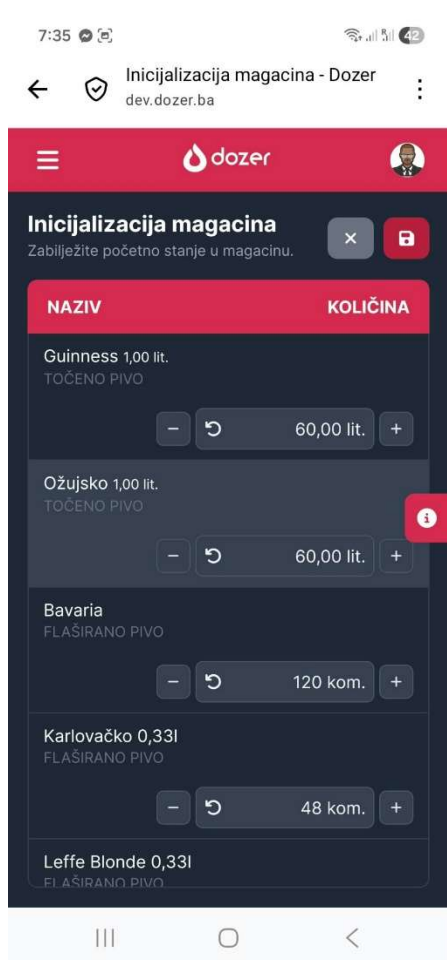 7:35
42
Inicijalizacija magacina - Dozer
dev.dozer.ba
dozer
Inicijalizacija magacina
Zabilježite početno stanje u magacinu.
NAZIV KOLIČINA
Guinness 1,00 lit.
TOČENO PIVO
− 60,00 lit. +
Ožujsko 1,00 lit.
TOČENO PIVO
− 60,00 lit. +
Bavaria
FLAŠIRANO PIVO
− 120 kom. +
Karlovačko 0,33l
FLAŠIRANO PIVO
− 48 kom. +
Leffe Blonde 0,33l
FLAŠIRANO PIVO